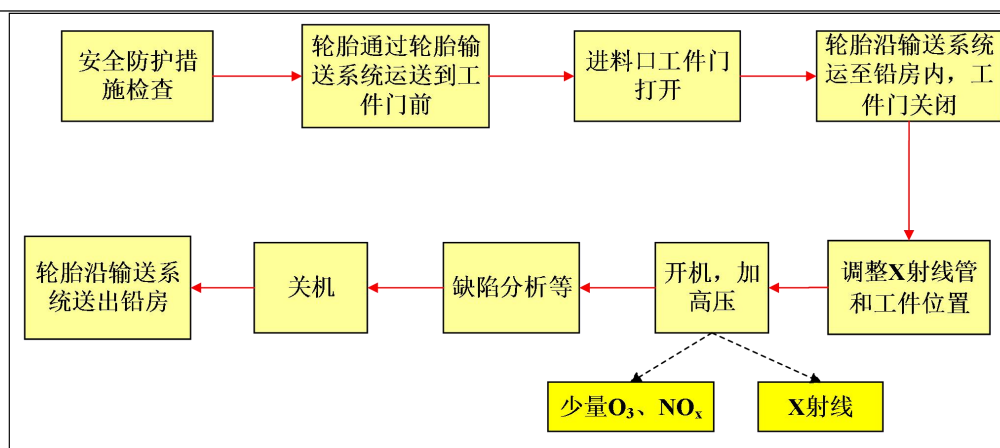 安全防护措
施检查
轮胎通过轮胎输
送系统运送到工
件门前
进料口工件门
打开
轮胎沿输送系统
运至铅房内，工
件门关闭
调整X射线管
和工件位置
开机，加
高压
缺陷分析等
关机
轮胎沿输送系
统送出铅房
少量O₃、NOₓ
X射线